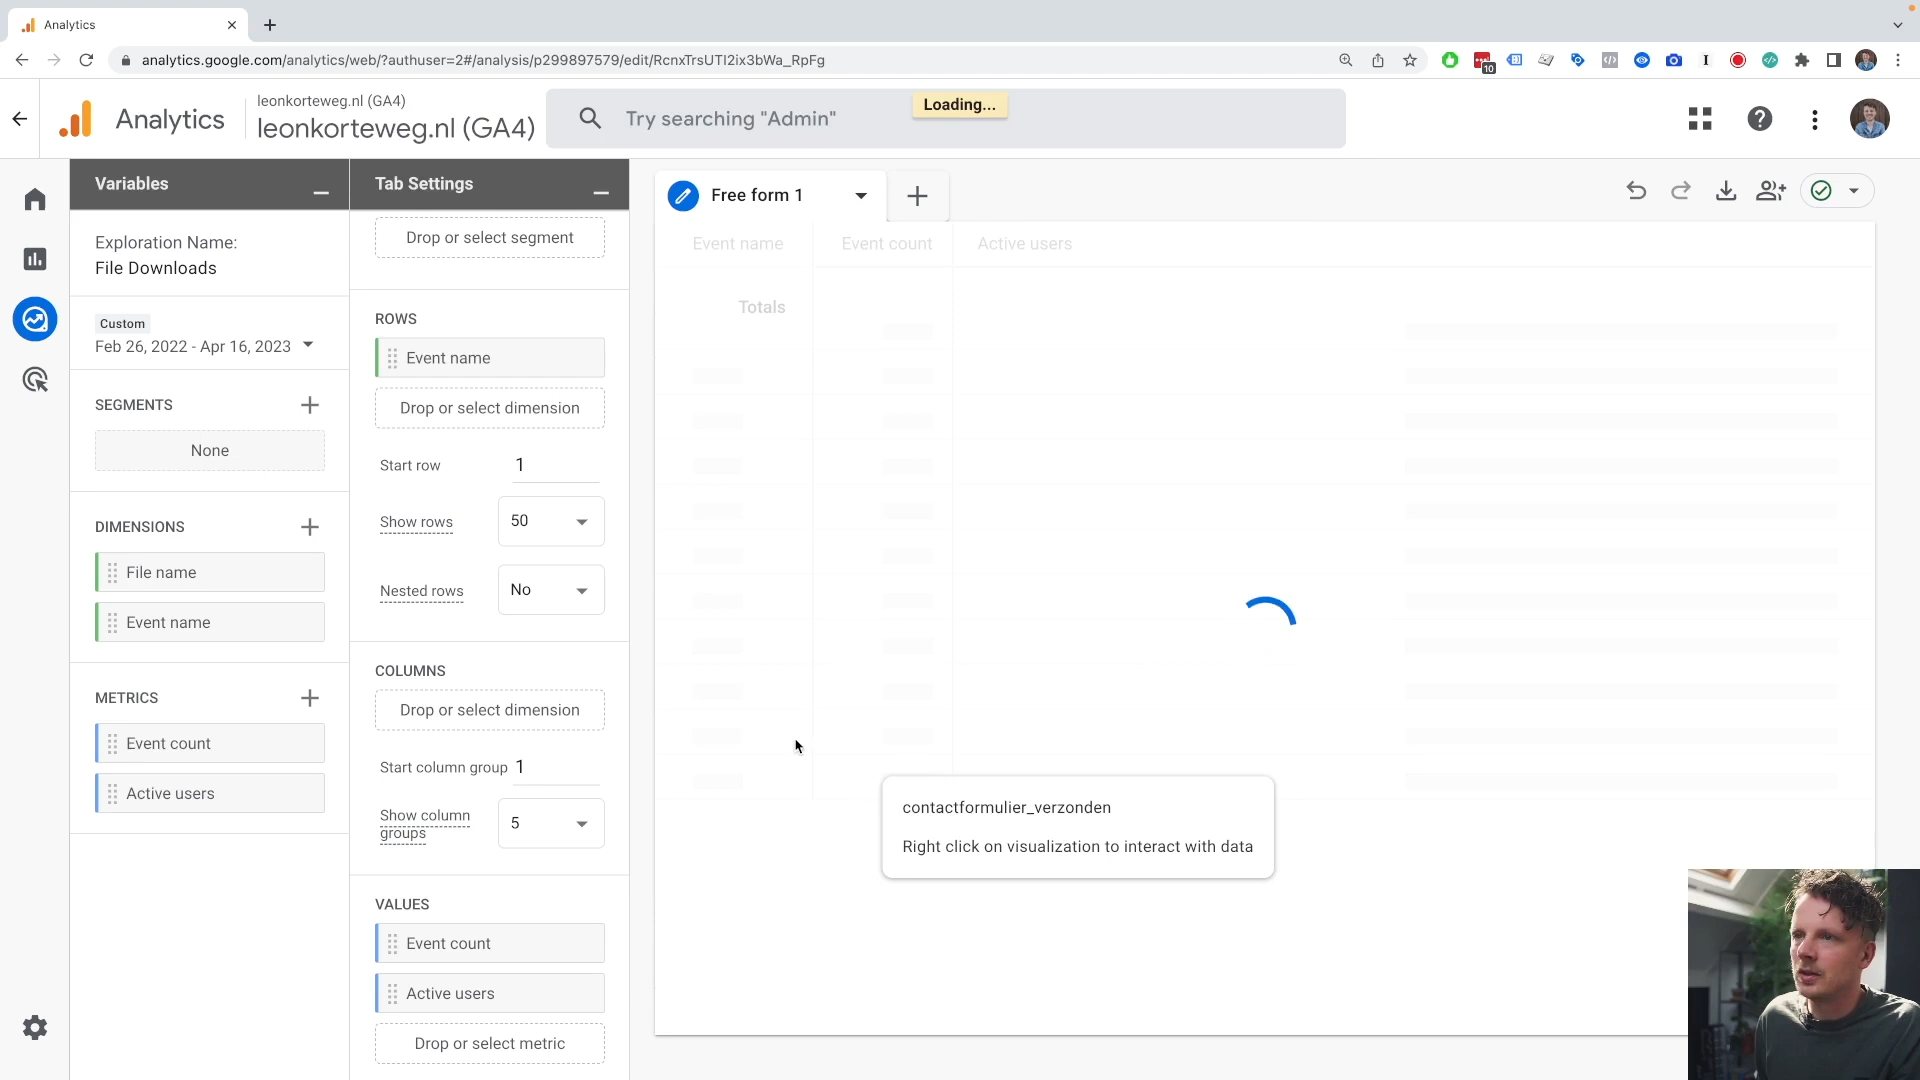 Analytics
analytics.google.com/analytics/web/?authuser=2#/analysis/p299897579/edit/RcnxTrsUTI2ix3bWa_RpFg
10
Analytics
leonkorteweg.nl (GA4)
leonkorteweg.nl (GA4)
Try searching "Admin"
Loading...
Variables
Exploration Name:
File Downloads
Custom
Feb 26, 2022 - Apr 16, 2023
SEGMENTS
None
DIMENSIONS
File name
Event name
METRICS
Event count
Active users
Tab Settings
Drop or select segment
ROWS
Event name
Drop or select dimension
Start row 1
Show rows 50
Nested rows No
COLUMNS
Drop or select dimension
Start column group 1
Show column
groups 5
VALUES
Event count
Active users
Drop or select metric
Free form 1
Event name Event count Active users
Totals
contactformulier_verzonden
Right click on visualization to interact with data